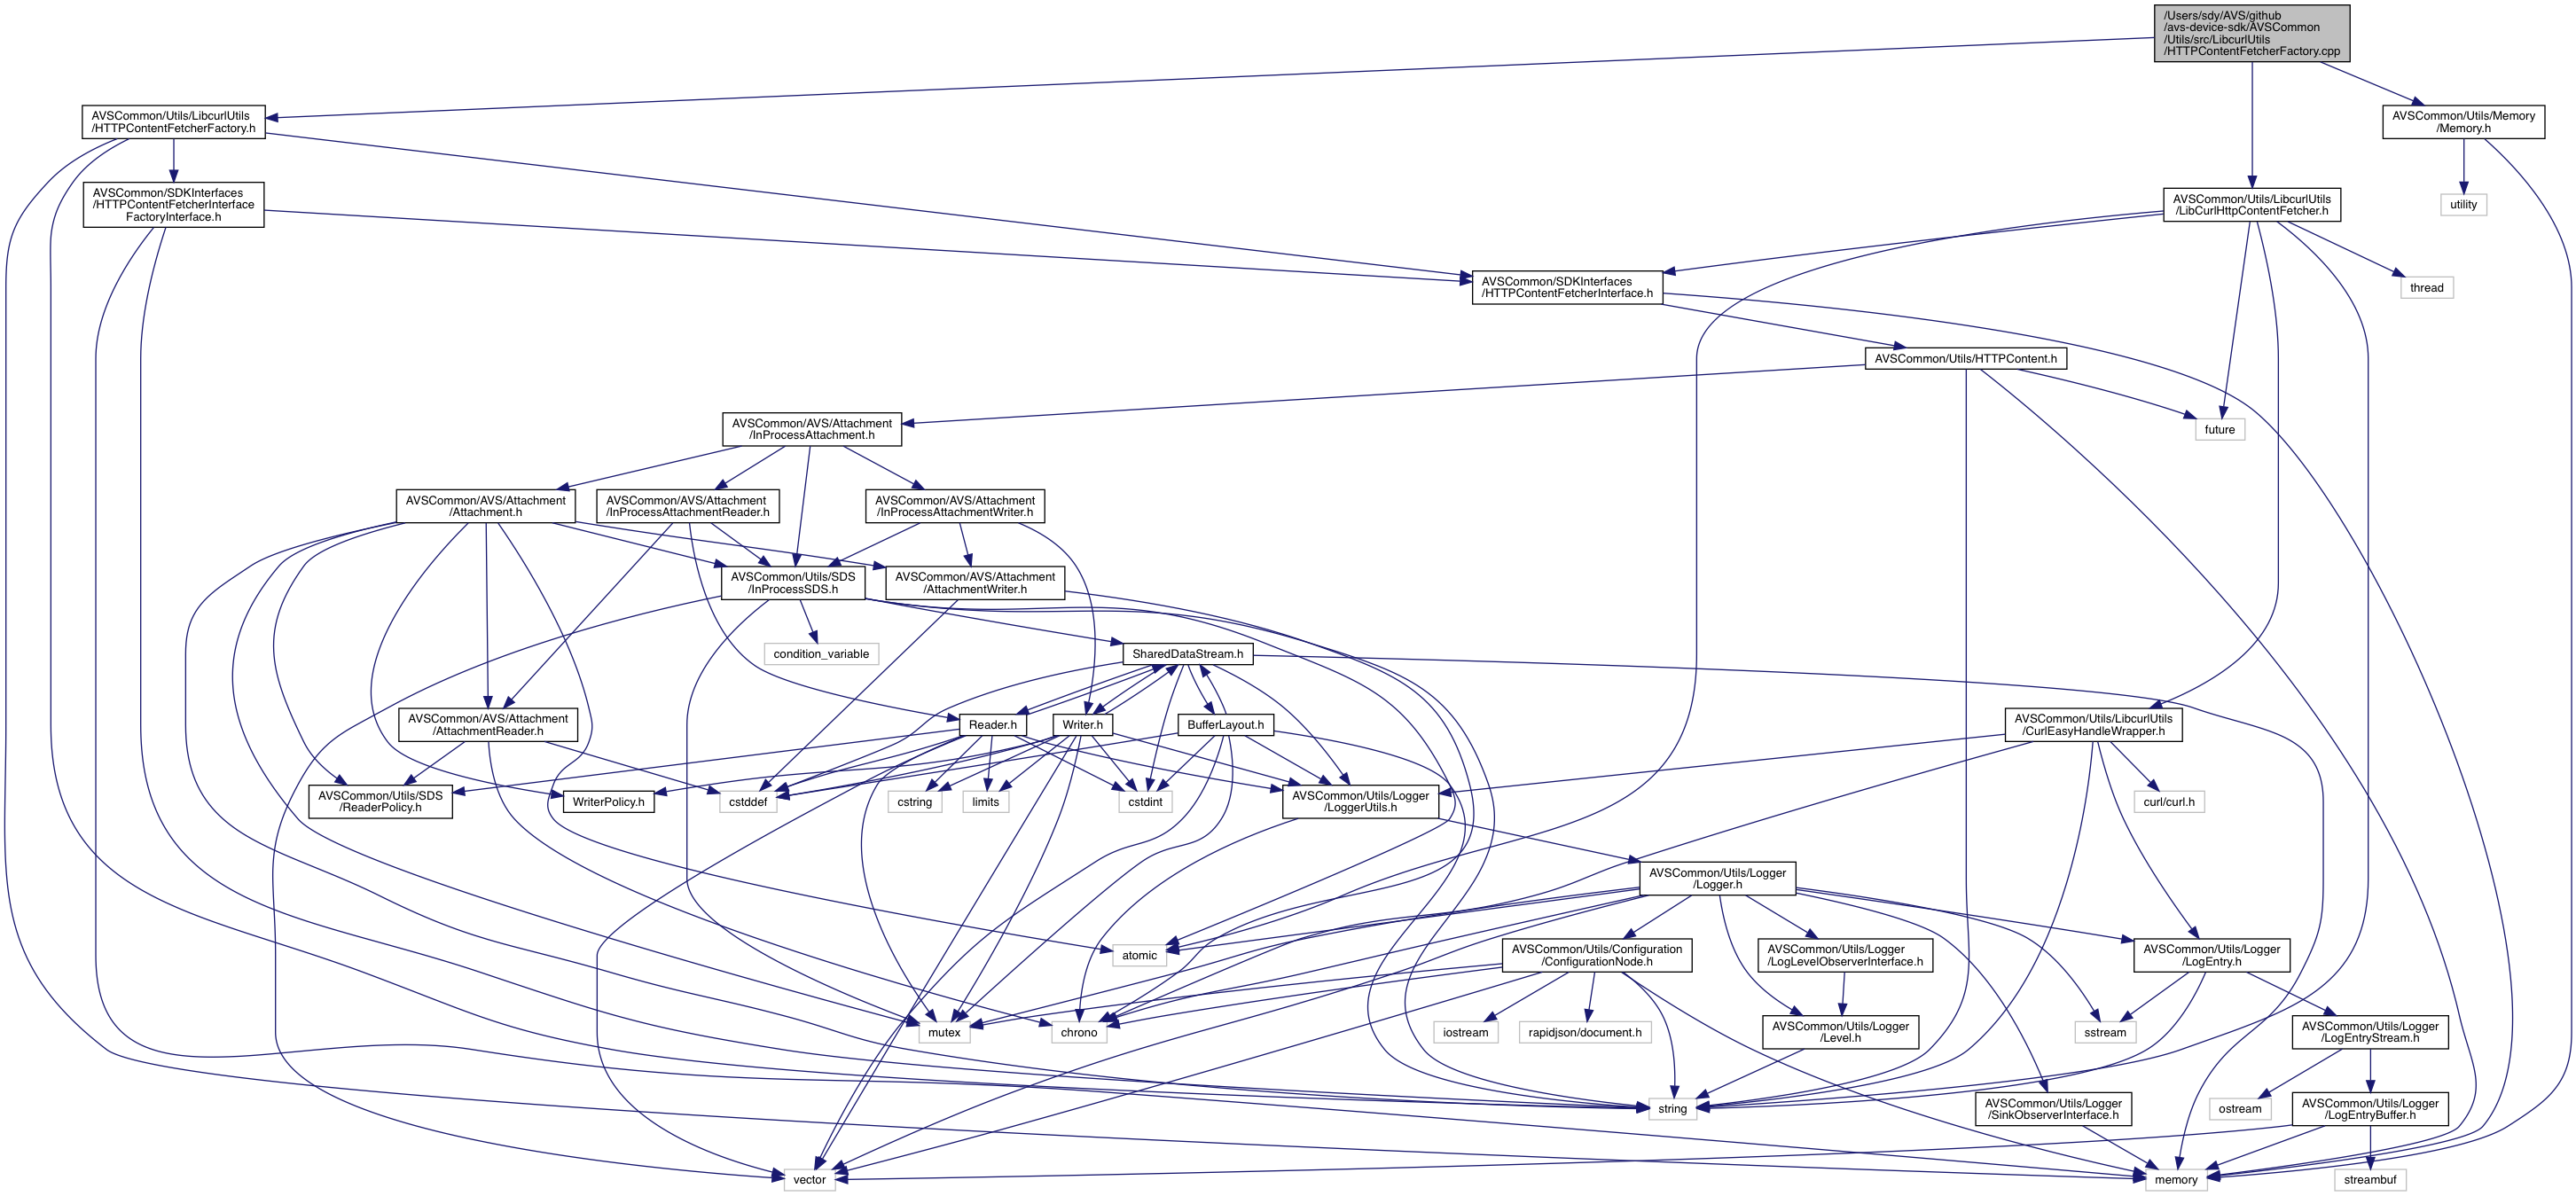 /Users/sdy/AVS/github
/avs-device-sdk/AVSCommon
/Utils/src/LibcurlUtils
/HTTPContentFetcherFactory.cpp
AVSCommon/Utils/LibcurlUtils
/HTTPContentFetcherFactory.h
AVSCommon/Utils/Memory
/Memory.h
AVSCommon/SDKInterfaces
/HTTPContentFetcherInterface
FactoryInterface.h
AVSCommon/Utils/LibcurlUtils
/LibCurlHttpContentFetcher.h
utility
AVSCommon/SDKInterfaces
/HTTPContentFetcherInterface.h
thread
AVSCommon/Utils/HTTPContent.h
AVSCommon/AVS/Attachment
/InProcessAttachment.h
future
AVSCommon/AVS/Attachment
/Attachment.h
AVSCommon/AVS/Attachment
/InProcessAttachmentReader.h
AVSCommon/AVS/Attachment
/InProcessAttachmentWriter.h
AVSCommon/Utils/SDS
/InProcessSDS.h
AVSCommon/AVS/Attachment
/AttachmentWriter.h
condition_variable
SharedDataStream.h
AVSCommon/AVS/Attachment
/AttachmentReader.h
Reader.h
Writer.h
BufferLayout.h
AVSCommon/Utils/LibcurlUtils
/CurlEasyHandleWrapper.h
AVSCommon/Utils/SDS
/ReaderPolicy.h
WriterPolicy.h
cstddef
cstring
limits
cstdint
AVSCommon/Utils/Logger
/LoggerUtils.h
curl/curl.h
AVSCommon/Utils/Logger
/Logger.h
atomic
AVSCommon/Utils/Configuration
/ConfigurationNode.h
AVSCommon/Utils/Logger
/LogLevelObserverInterface.h
AVSCommon/Utils/Logger
/LogEntry.h
mutex
chrono
iostream
rapidjson/document.h
AVSCommon/Utils/Logger
/Level.h
sstream
AVSCommon/Utils/Logger
/LogEntryStream.h
string
AVSCommon/Utils/Logger
/SinkObserverInterface.h
ostream
AVSCommon/Utils/Logger
/LogEntryBuffer.h
vector
memory
streambuf